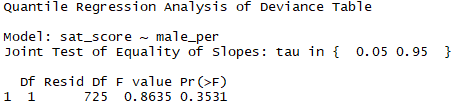 Quantile Regression Analysis of Deviance Table
Model: sat_score ~ male_per
Joint Test of Equality of Slopes: tau in {  0.05 0.95  }
  Df Resid Df F value Pr(>F)
1  1      725  0.8635 0.3531